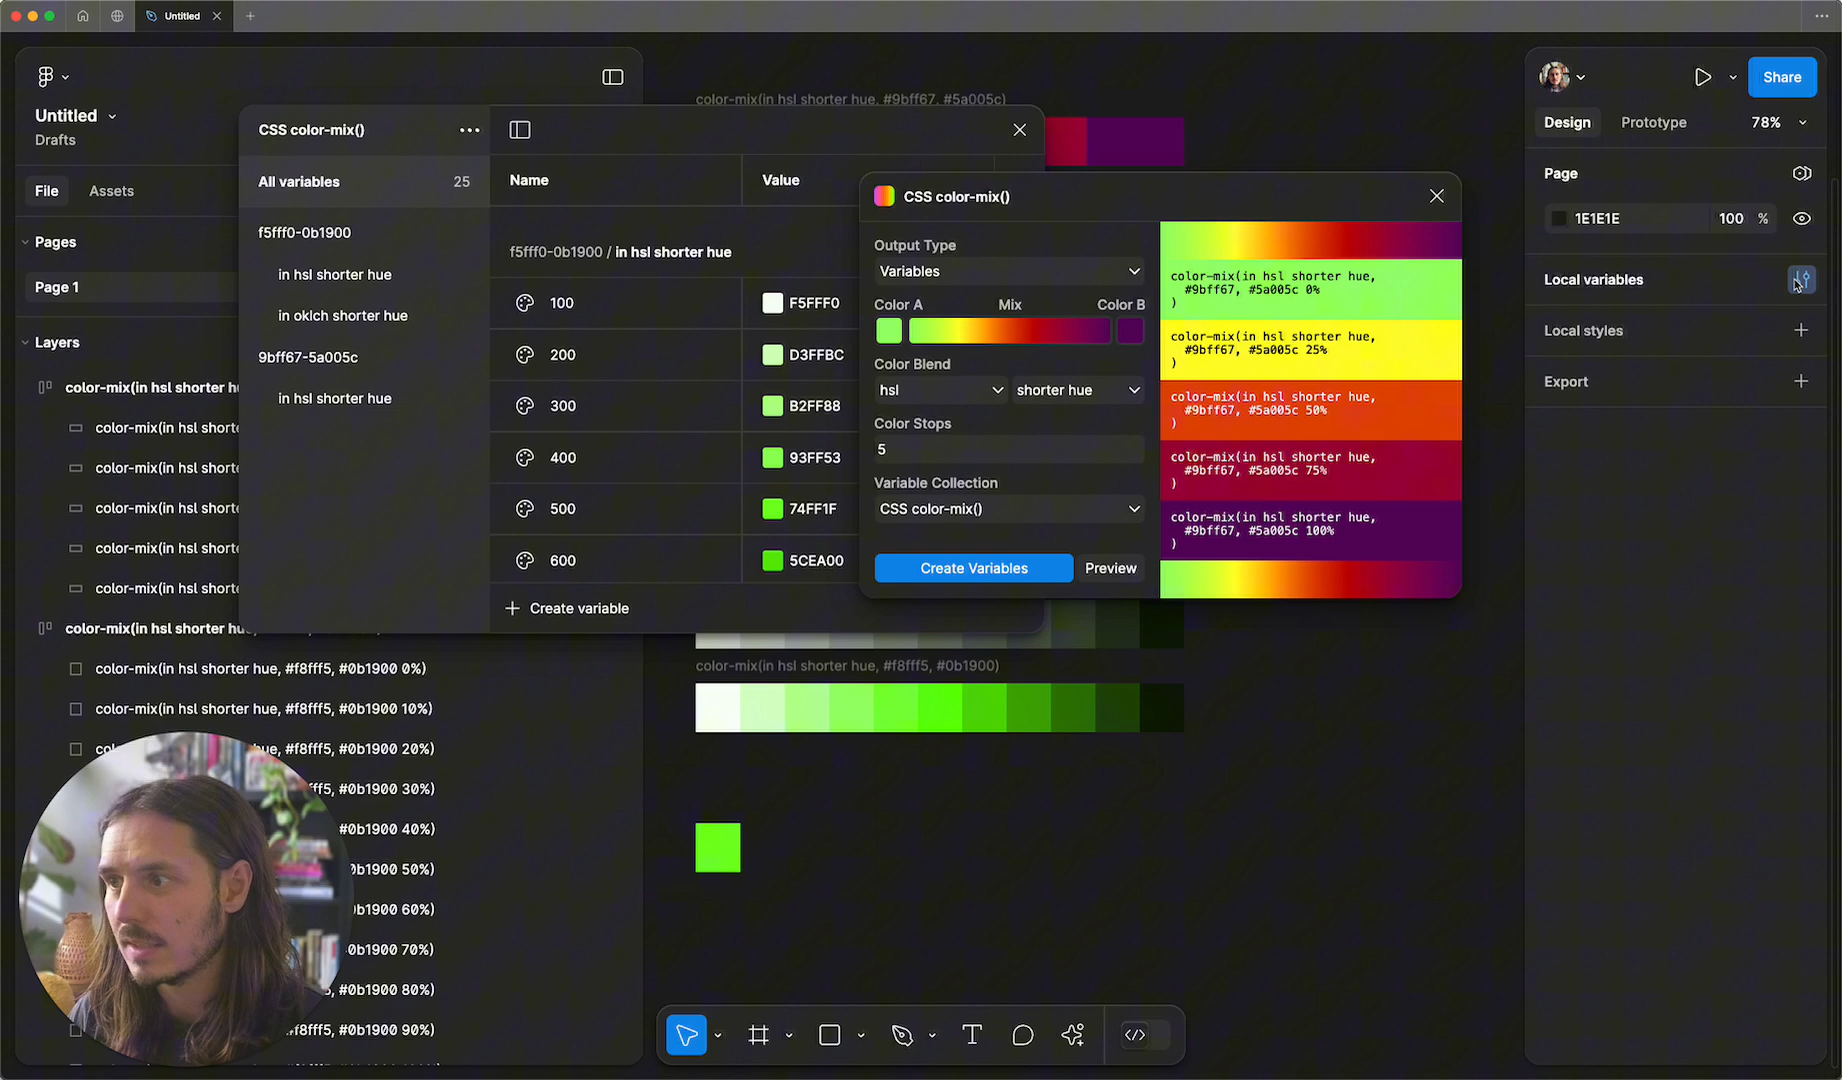 Untitled
Untitled
Drafts
File
Assets
Pages
Page 1
Layers
color-mix(in hsl shorter hu
color-mix(in hsl shorte
color-mix(in hsl shorte
color-mix(in hsl shorte
color-mix(in hsl shorte
color-mix(in hsl shorte
color-mix(in hsl shorter hu
color-mix(in hsl shorter hue, #f8fff5, #0b1900 0%)
color-mix(in hsl shorter hue, #f8fff5, #0b1900 10%)
hue, #f8fff5, #0b1900 20%)
#0b1900 30%)
#0b1900 40%)
#0b1900 50%)
#0b1900 60%)
#0b1900 70%)
#0b1900 80%)
#f8fff5, #0b1900 90%)
CSS color-mix()
All variables 25
f5fff0-0b1900
in hsl shorter hue
in oklch shorter hue
9bff67-5a005c
in hsl shorter hue
Name Value
f5fff0-0b1900 / in hsl shorter hue
100 F5FFF0
200 D3FFBC
300 B2FF88
400 93FF53
500 74FF1F
600 5CEA00
Create variable
color-mix(in hsl shorter hue, #9bff67, #5a005c)
color-mix(in hsl shorter hue, #f8fff5, #0b1900)
CSS color-mix()
Output Type
Variables
Color A Mix Color B
Color Blend
hsl shorter hue
Color Stops
5
Variable Collection
CSS color-mix()
Create Variables Preview
color-mix(in hsl shorter hue,
#9bff67, #5a005c 0%
)
color-mix(in hsl shorter hue,
#9bff67, #5a005c 25%
)
color-mix(in hsl shorter hue,
#9bff67, #5a005c 50%
)
color-mix(in hsl shorter hue,
#9bff67, #5a005c 75%
)
color-mix(in hsl shorter hue,
#9bff67, #5a005c 100%
)
Share
Design Prototype 78%
Page
1E1E1E 100 %
Local variables
Local styles
Export